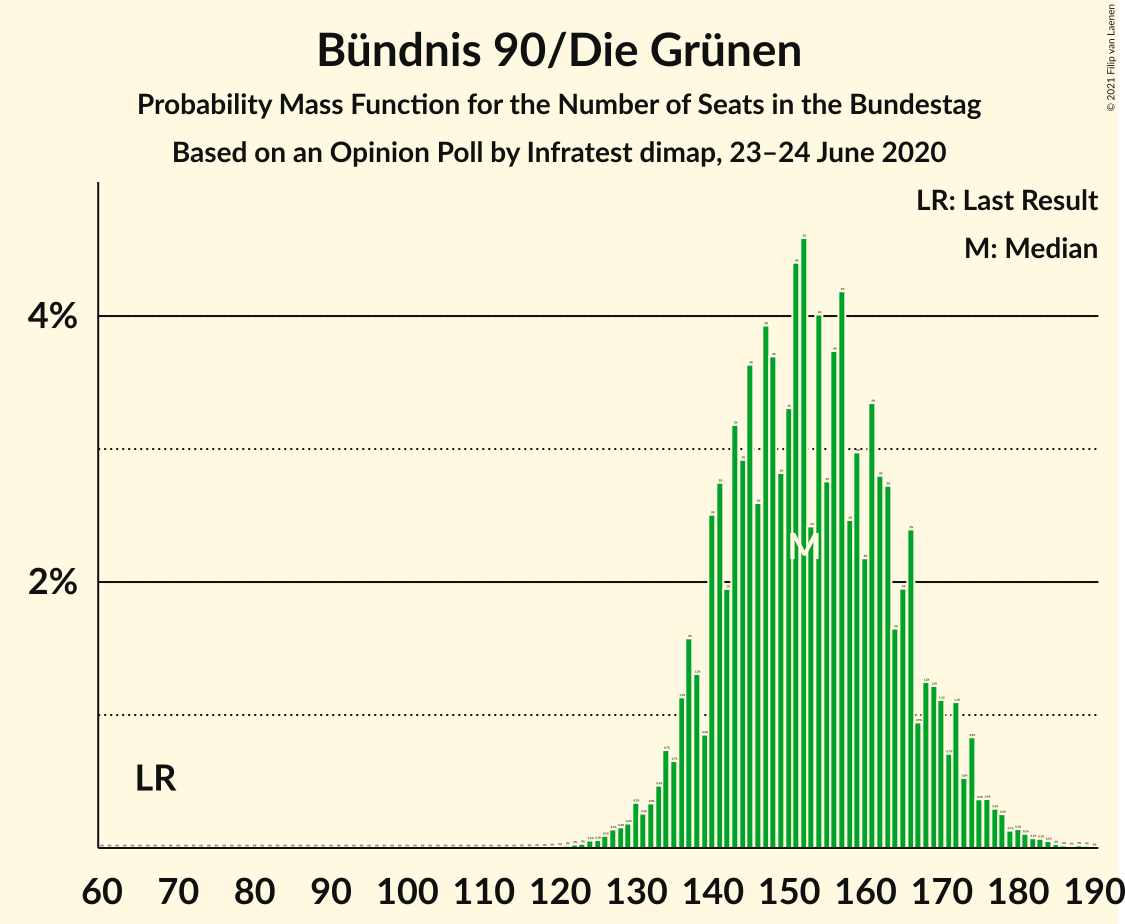 Bündnis 90/Die Grünen
Probability Mass Function for the Number of Seats in the Bundestag
Based on an Opinion Poll by Infratest dimap, 23–24 June 2020
© 2021 Filip van Laenen
LR: Last Result
M: Median
4%
2%
M
LR
60 70 80 90 100 110 120 130 140 150 160 170 180 190